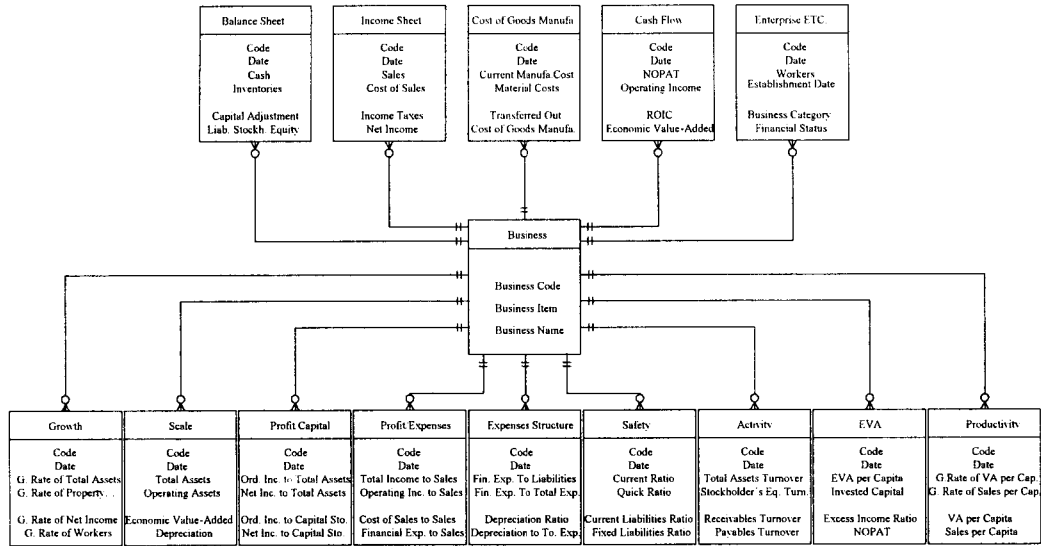 Balance Sheet
Code
Date
Cash
Inventories
Capital Adjustment
Liab. Stockh. Equity
Income Sheet
Code
Date
Sales
Cost of Sales
Income Taxes
Net Income
Cost of Goods Manufa
Code
Date
Current Manufa Cost
Material Costs
Transferred Out
Cost of Goods Manufa.
Cash Flow
Code
Date
NOPAT
Operating Income
ROIC
Economic Value-Added
Enterprise ETC.
Code
Date
Workers
Establishment Date
Business Category
Financial Status
Business
Business Code
Business Item
Business Name
Growth
Code
Date
G. Rate of Total Assets
G. Rate of Property. .
G. Rate of Net Income
G. Rate of Workers
Scale
Code
Date
Total Assets
Operating Assets
Economic Value-Added
Depreciation
Profit Capital
Code
Date
Ord. Inc. to Total Assets
Net Inc. to Total Assets
Ord. Inc. to Capital Sto.
Net Inc. to Capital Sto.
Profit Expenses
Code
Date
Total Income to Sales
Operating Inc. to Sales
Cost of Sales to Sales
Financial Exp. to Sales
Expenses Structure
Code
Date
Fin. Exp. To Liabilities
Fin. Exp. To Total Exp.
Depreciation Ratio
Depreciation to To. Exp.
Safety
Code
Date
Current Ratio
Quick Ratio
Current Liabilities Ratio
Fixed Liabilities Ratio
Activity
Code
Date
Total Assets Turnover
Stockholder's Eq. Turn.
Receivables Turnover
Payables Turnover
EVA
Code
Date
EVA per Capita
Invested Capital
Excess Income Ratio
NOPAT
Productivity
Code
Date
G.Rate of VA per Cap.
G. Rate of Sales per Cap.
VA per Capita
Sales per Capita